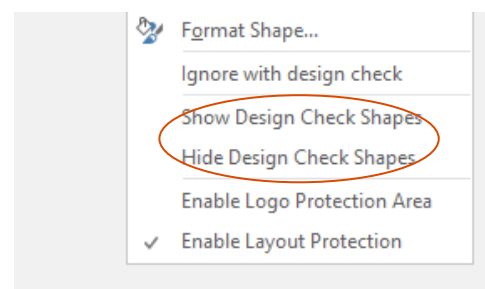 Format Shape...
Ignore with design check
Show Design Check Shapes
Hide Design Check Shapes
Enable Logo Protection Area
Enable Layout Protection